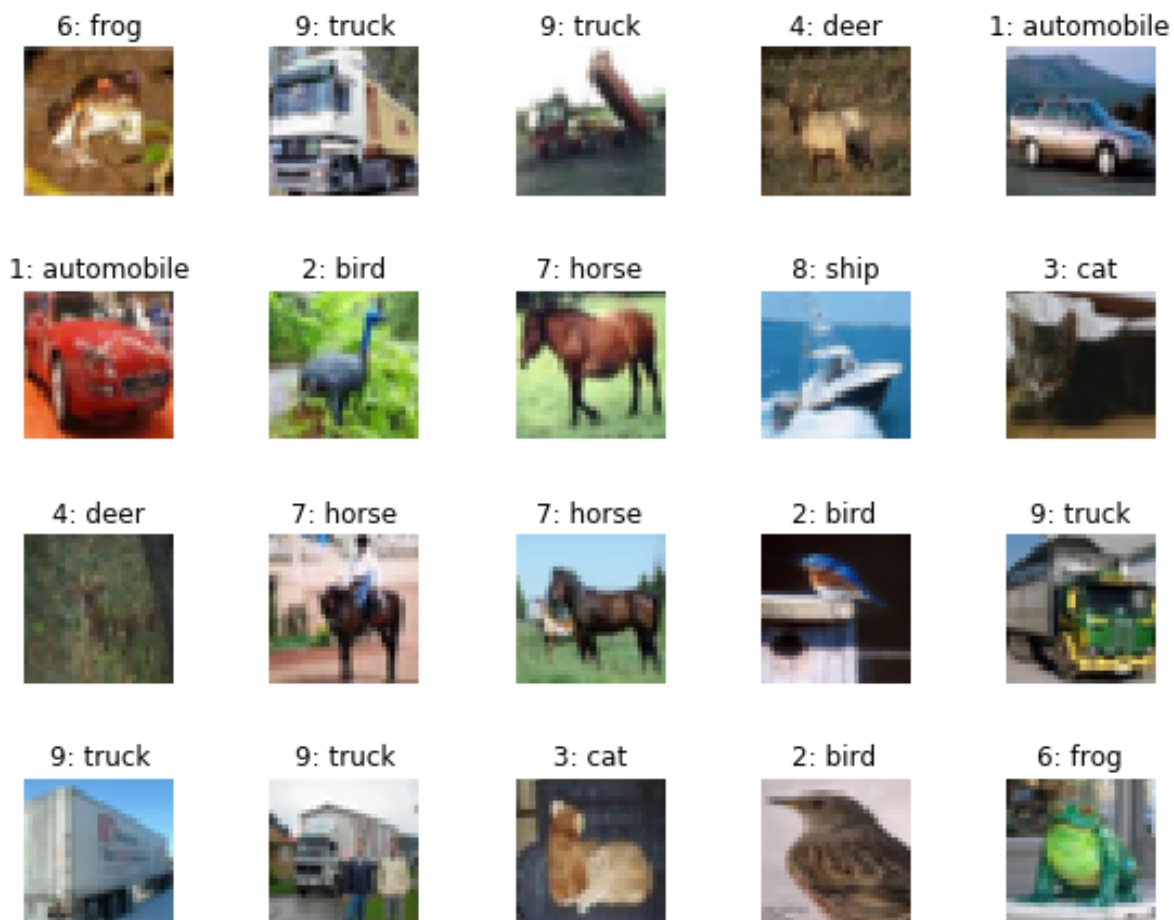 6: frog 9: truck 9: truck 4: deer 1: automobile
1: automobile 2: bird 7: horse 8: ship 3: cat
4: deer 7: horse 7: horse 2: bird 9: truck
9: truck 9: truck 3: cat 2: bird 6: frog